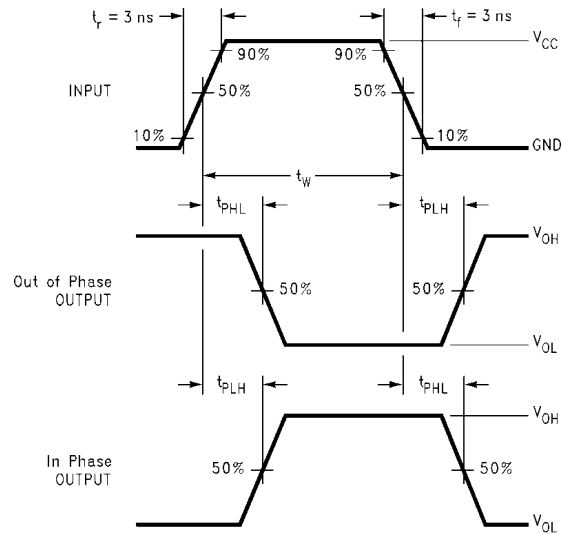 tr = 3 ns
tf = 3 ns
VCC
90%
90%
INPUT
50%
50%
10%
10%
GND
tW
tPHL
tPLH
VOH
Out of Phase
OUTPUT
50%
50%
VOL
tPLH
tPHL
VOH
In Phase
OUTPUT
50%
50%
VOL